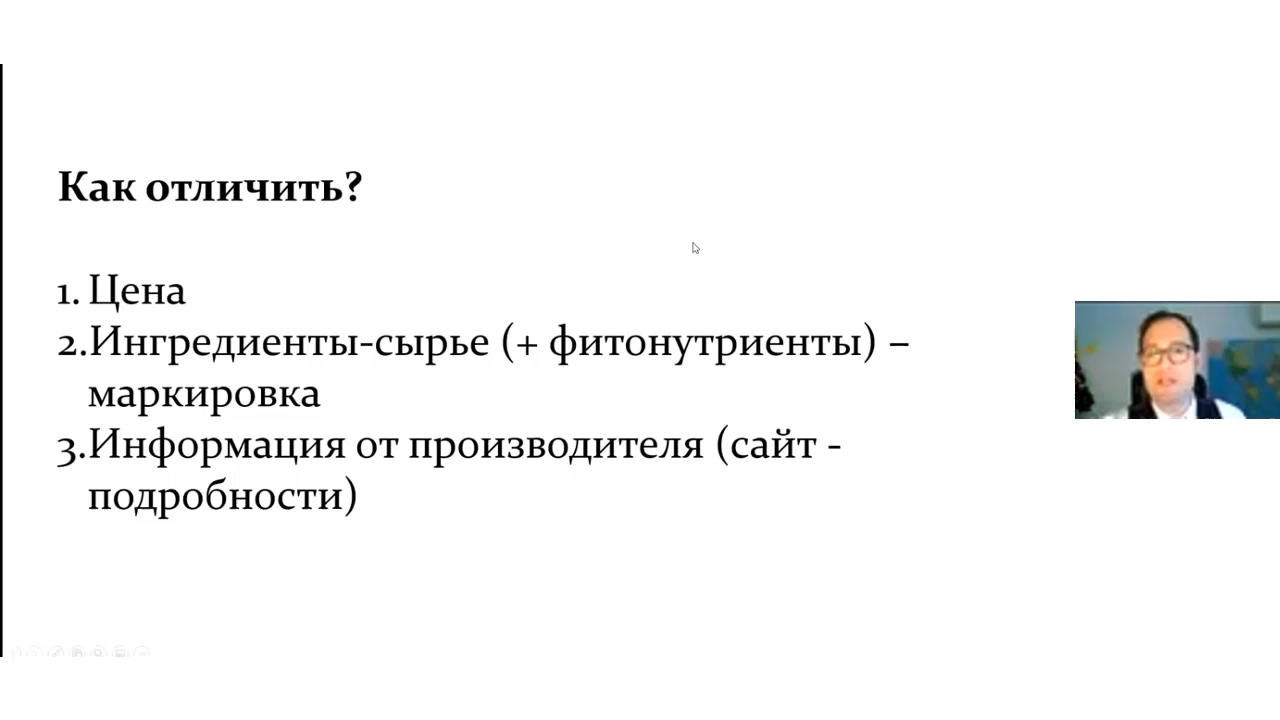 Как отличить?
1. Цена
2.Ингредиенты-сырье (+ фитонутриенты) –
маркировка
3.Информация от производителя (сайт -
подробности)